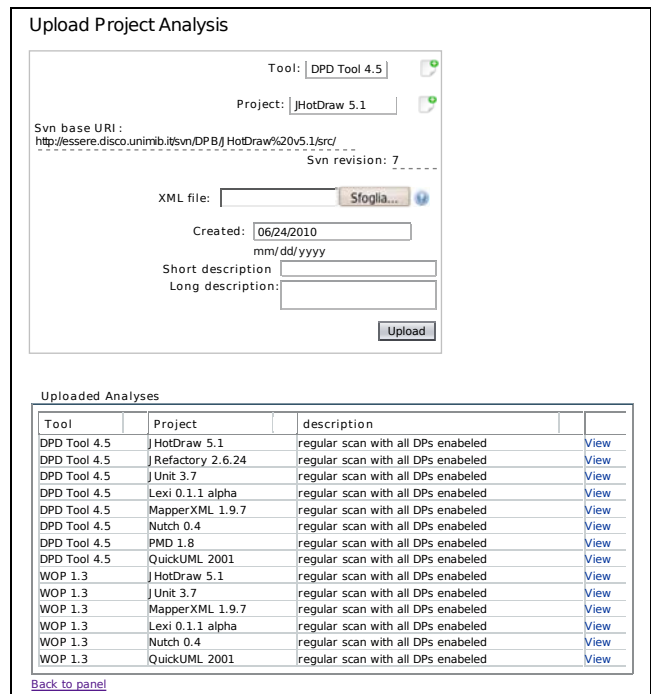 Upload Project Analysis
Tool: DPD Tool 4.5
Project: JHotDraw 5.1
Svn base URI :
http://essere.disco.unimib.it/svn/DPB/JHotDraw%20v5.1/src/
Svn revision: 7
XML file: Sfoglia...
Created: 06/24/2010
mm/dd/yyyy
Short description
Long description:
Upload
Uploaded Analyses
Tool Project description
DPD Tool 4.5 JHotDraw 5.1 regular scan with all DPs enabeled View
DPD Tool 4.5 JRefactory 2.6.24 regular scan with all DPs enabeled View
DPD Tool 4.5 JUnit 3.7 regular scan with all DPs enabeled View
DPD Tool 4.5 Lexi 0.1.1 alpha regular scan with all DPs enabeled View
DPD Tool 4.5 MapperXML 1.9.7 regular scan with all DPs enabeled View
DPD Tool 4.5 Nutch 0.4 regular scan with all DPs enabeled View
DPD Tool 4.5 PMD 1.8 regular scan with all DPs enabeled View
DPD Tool 4.5 QuickUML 2001 regular scan with all DPs enabeled View
WOP 1.3 JHotDraw 5.1 regular scan with all DPs enabeled View
WOP 1.3 JUnit 3.7 regular scan with all DPs enabeled View
WOP 1.3 MapperXML 1.9.7 regular scan with all DPs enabeled View
WOP 1.3 Lexi 0.1.1 alpha regular scan with all DPs enabeled View
WOP 1.3 Nutch 0.4 regular scan with all DPs enabeled View
WOP 1.3 QuickUML 2001 regular scan with all DPs enabeled View
Back to panel